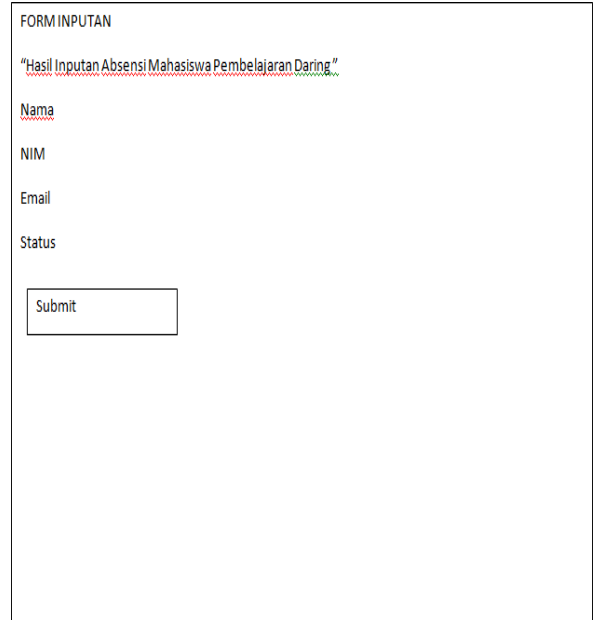 FORM INPUTAN
“Hasil Inputan Absensi Mahasiswa Pembelajaran Daring”
Nama
NIM
Email
Status
Submit